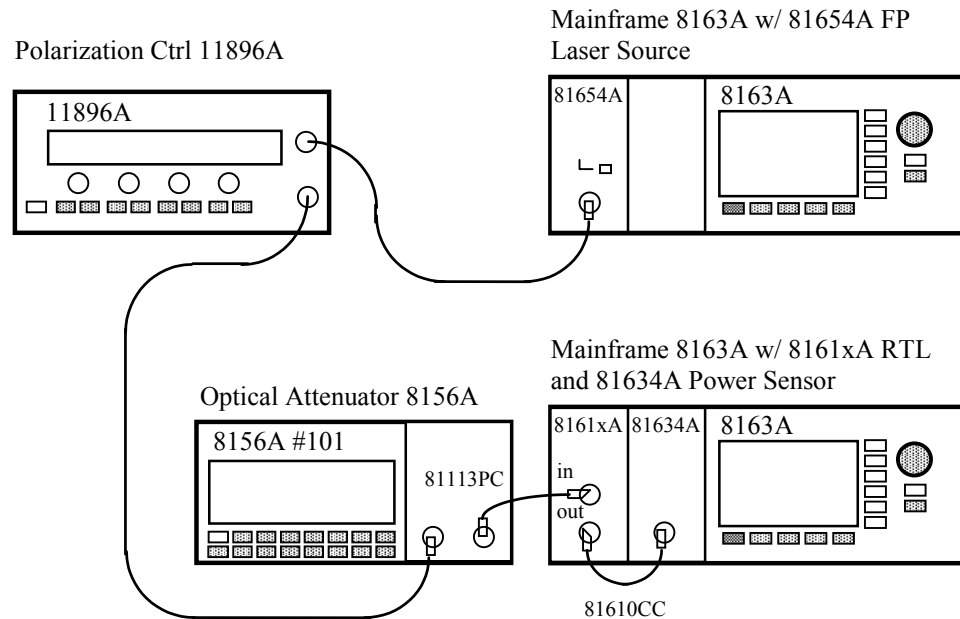 Mainframe 8163A w/ 81654A FP
Laser Source
Polarization Ctrl 11896A
11896A
81654A
8163A
Mainframe 8163A w/ 8161xA RTL
and 81634A Power Sensor
Optical Attenuator 8156A
8156A #101
81113PC
8161xA
81634A
8163A
in
out
81610CC